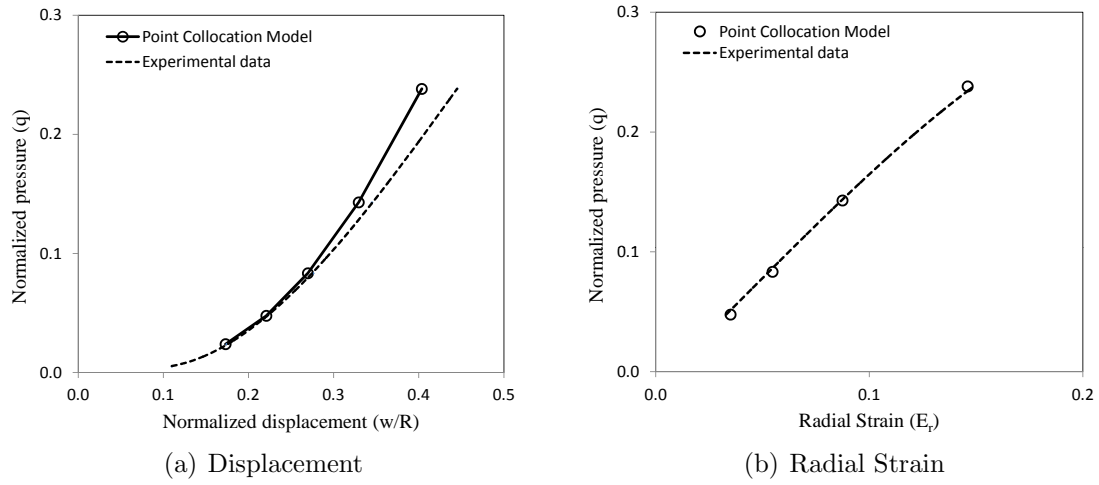 0.3
0.2
0.1
0.0
Normalized pressure (q)
Point Collocation Model
Experimental data
0.0 0.1 0.2 0.3 0.4 0.5
Normalized displacement (w/R)
(a) Displacement
0.3
0.2
0.1
0.0
Normalized pressure (q)
Point Collocation Model
Experimental data
0.0 0.1 0.2
Radial Strain (Er)
(b) Radial Strain